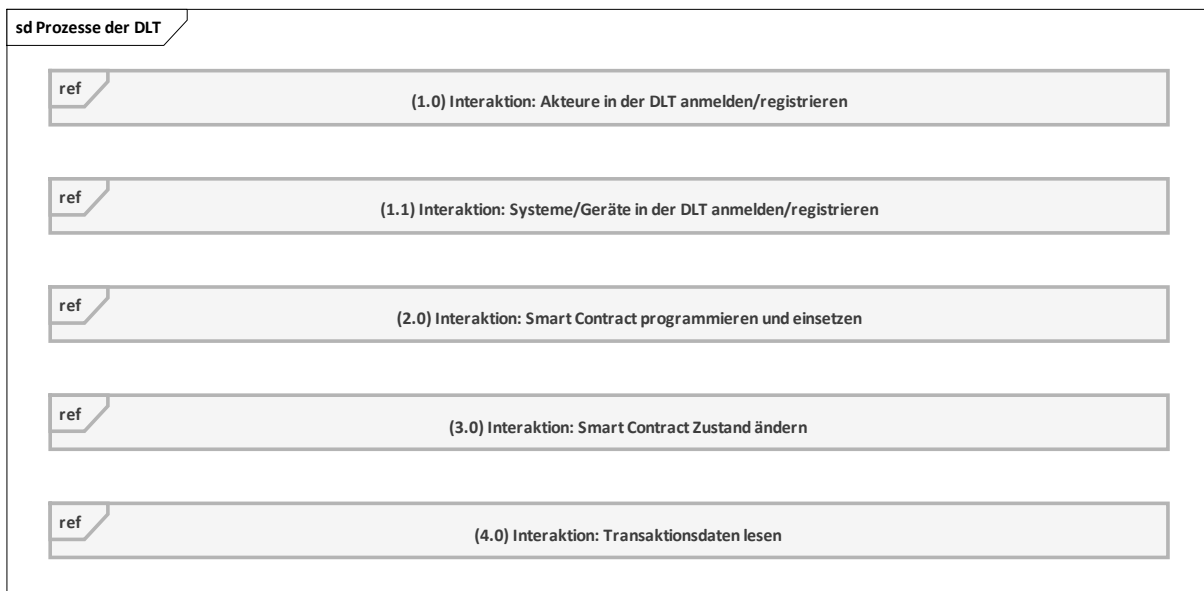 sd Prozesse der DLT
ref
(1.0) Interaktion: Akteure in der DLT anmelden/registrieren
ref
(1.1) Interaktion: Systeme/Geräte in der DLT anmelden/registrieren
ref
(2.0) Interaktion: Smart Contract programmieren und einsetzen
ref
(3.0) Interaktion: Smart Contract Zustand ändern
ref
(4.0) Interaktion: Transaktionsdaten lesen